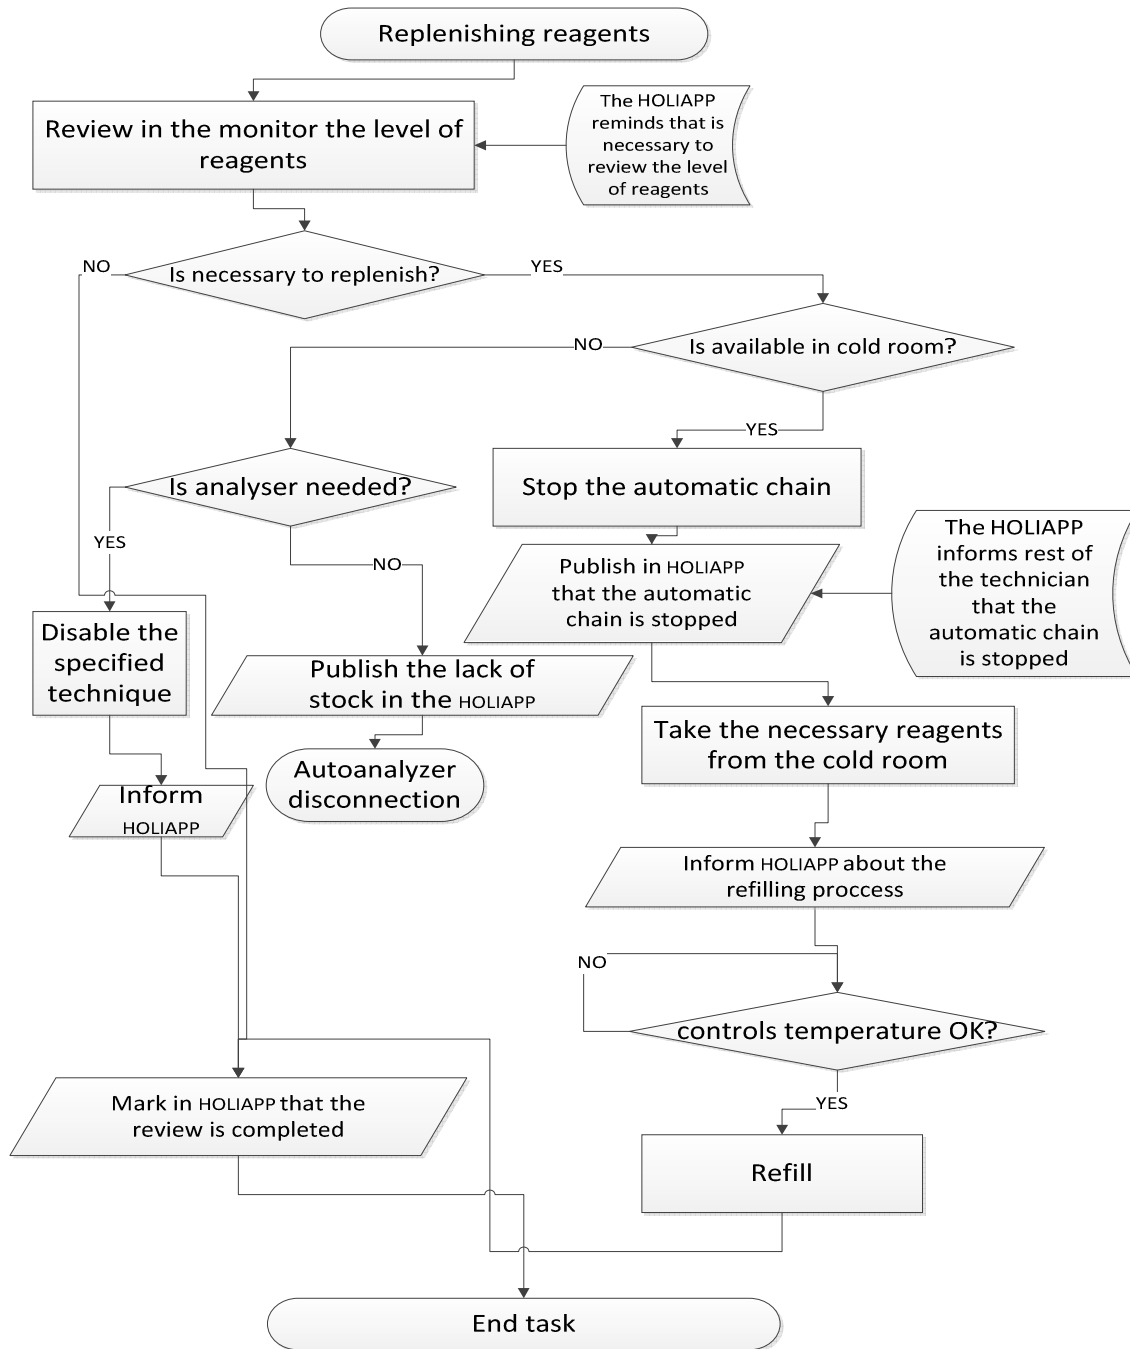 Replenishing reagents
Review in the monitor the level of
reagents
The HOLIAPP
reminds that is
necessary to
review the level
of reagents
Is necessary to replenish?
NO
YES
Is available in cold room?
NO
YES
Is analyser needed?
YES
NO
Stop the automatic chain
Publish in HOLIAPP
that the automatic
chain is stopped
The HOLIAPP
informs rest of
the technician
that the
automatic chain
is stopped
Disable the
specified
technique
Publish the lack of
stock in the HOLIAPP
Take the necessary reagents
from the cold room
Autoanalyzer
disconnection
Inform
HOLIAPP
Inform HOLIAPP about the
refilling proccess
NO
controls temperature OK?
YES
Mark in HOLIAPP that the
review is completed
Refill
End task